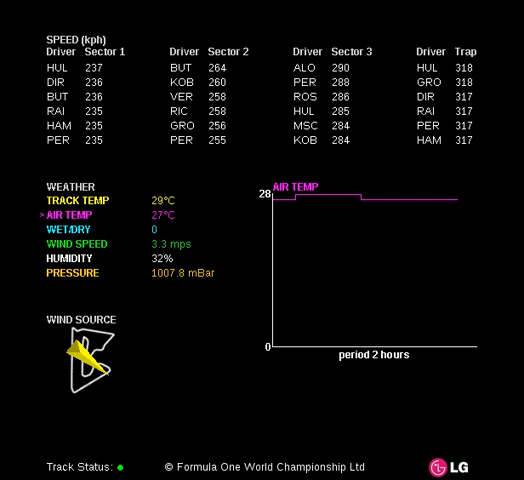 SPEED (kph)
Driver Sector 1 Driver Sector 2 Driver Sector 3 Driver Trap
HUL 237 BUT 264 ALO 290 HUL 318
DIR 236 KOB 260 PER 288 GRO 318
BUT 236 VER 258 ROS 286 DIR 317
RAI 235 RIC 258 HUL 285 RAI 317
HAM 235 GRO 256 MSC 284 PER 317
PER 235 PER 255 KOB 284 HAM 317
WEATHER
TRACK TEMP 29°C
> AIR TEMP 27°C
WET/DRY 0
WIND SPEED 3.3 mps
HUMIDITY 32%
PRESSURE 1007.8 mBar
AIR TEMP
28
0
period 2 hours
WIND SOURCE
Track Status: © Formula One World Championship Ltd LG